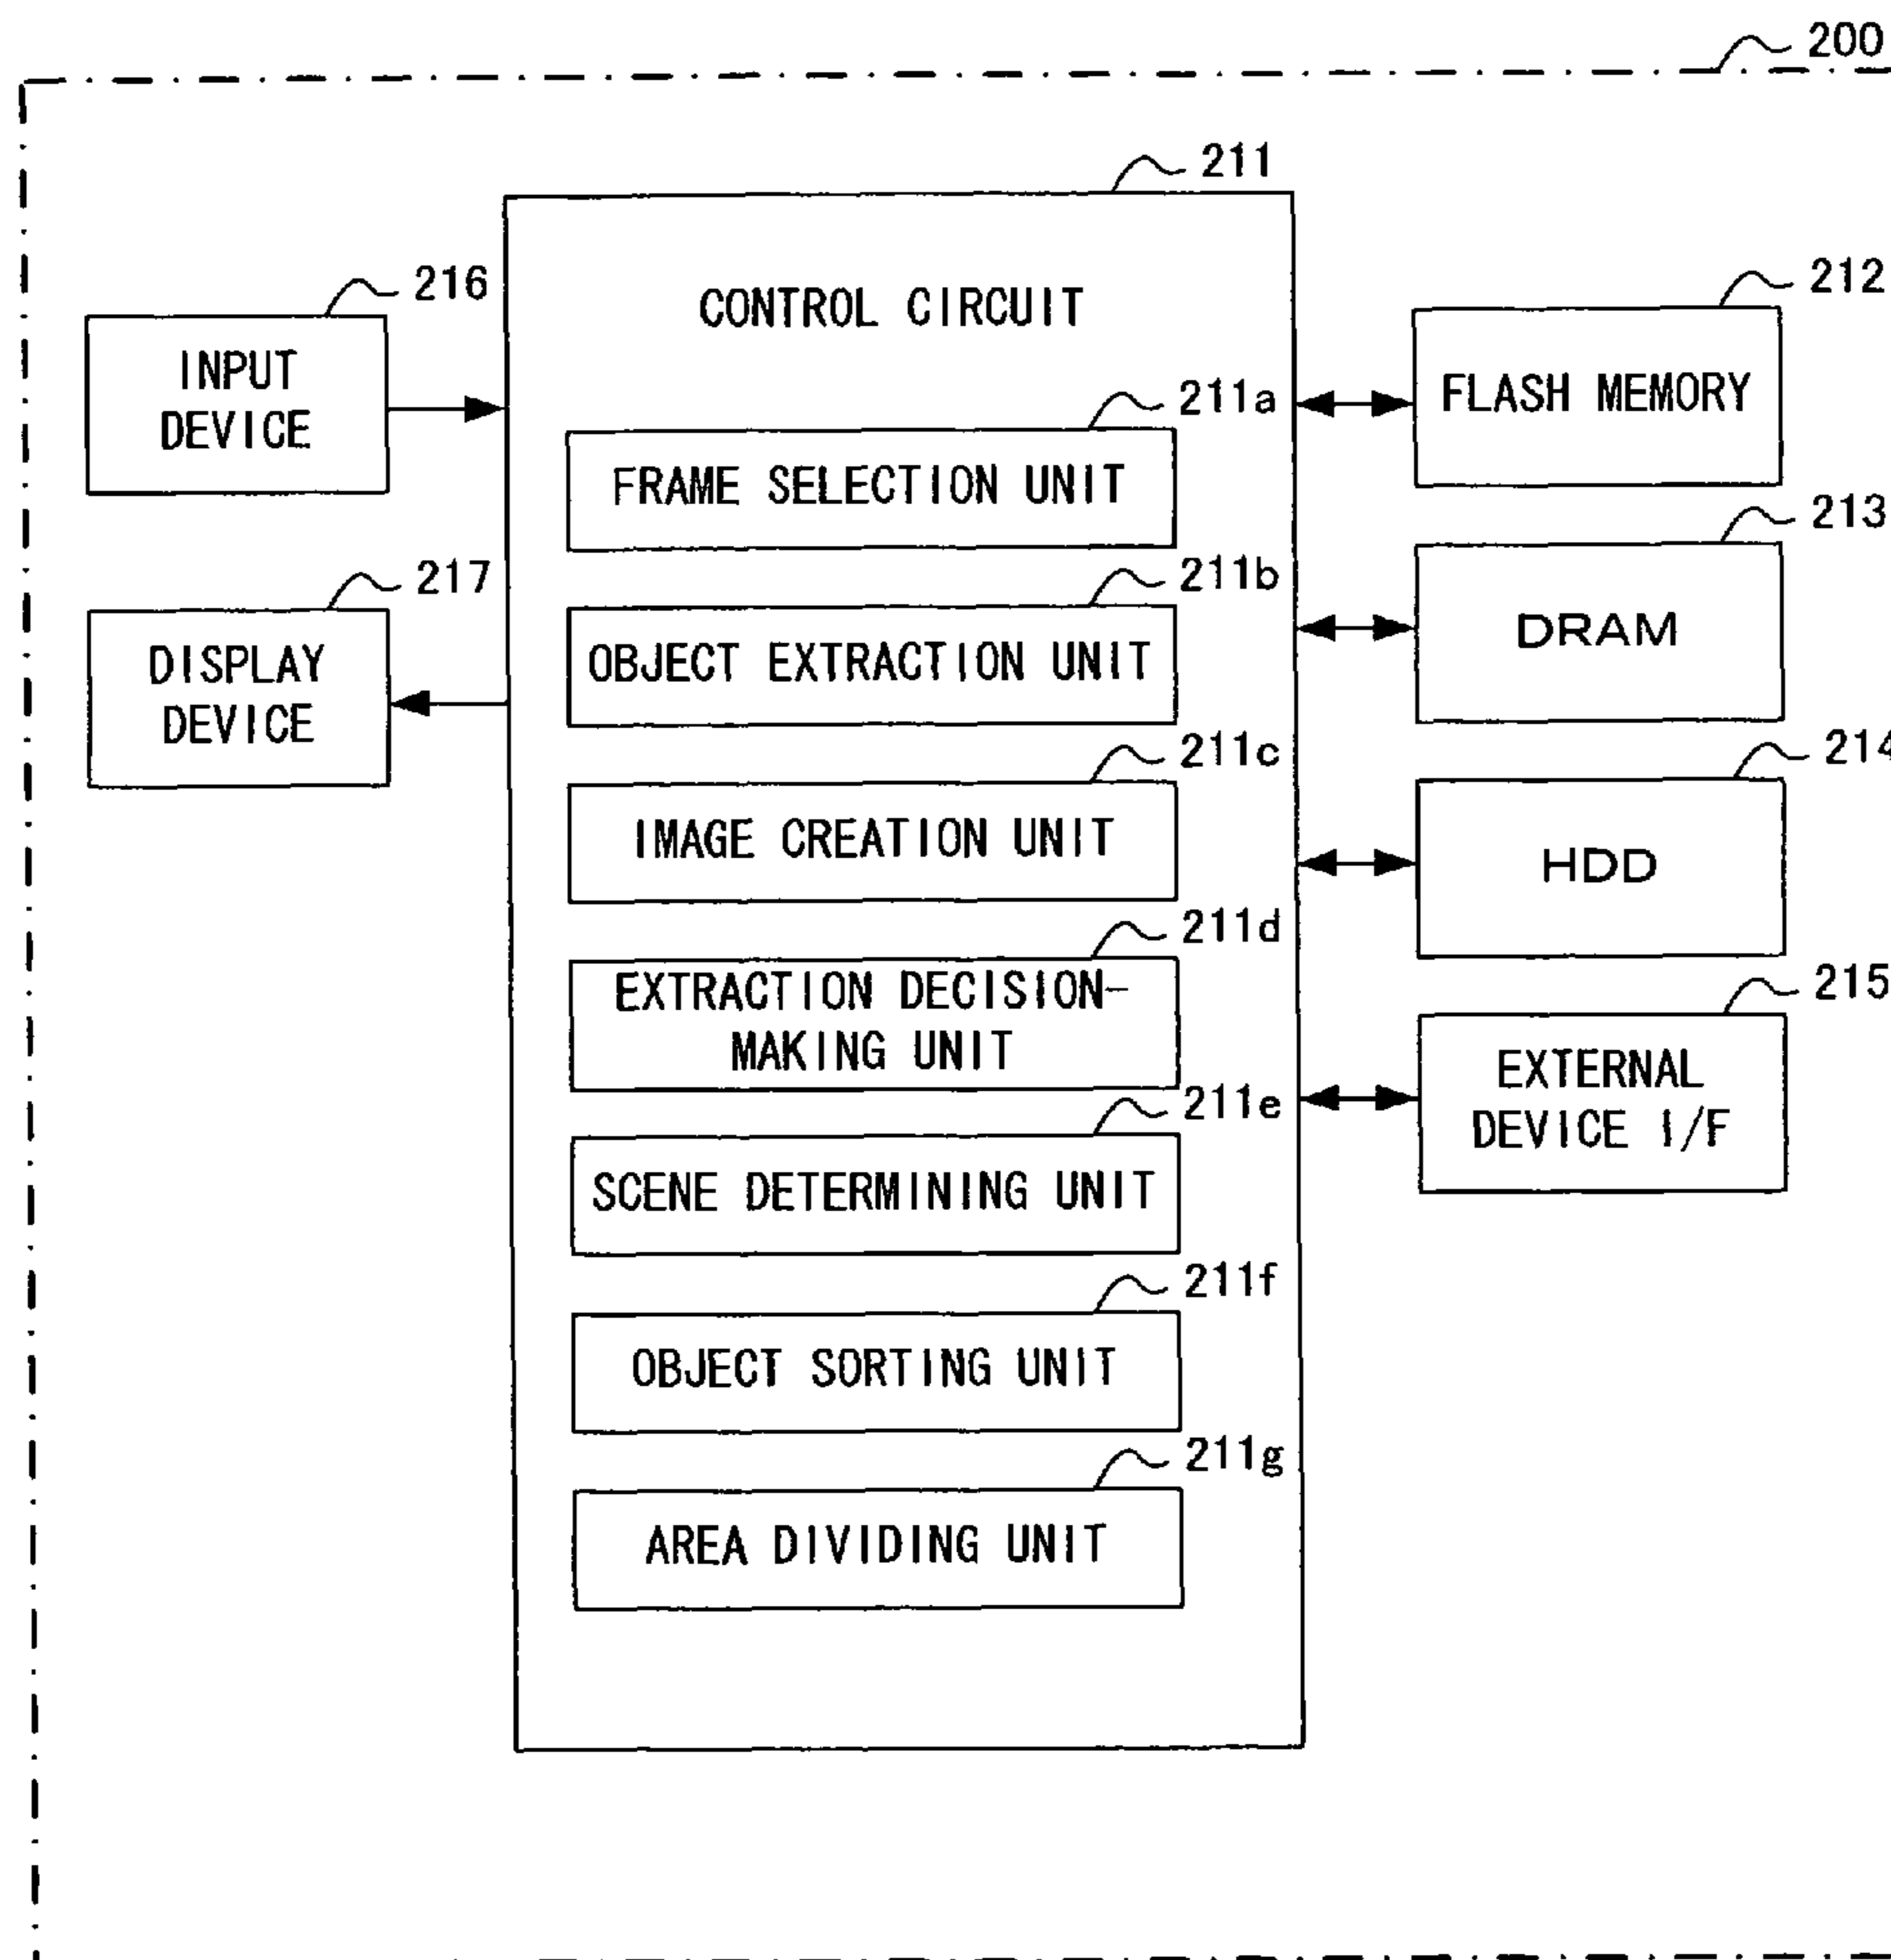 200
211
216
INPUT
DEVICE
217
DISPLAY
DEVICE
CONTROL CIRCUIT
211a
FRAME SELECTION UNIT
211b
OBJECT EXTRACTION UNIT
211c
IMAGE CREATION UNIT
211d
EXTRACTION DECISION-
MAKING UNIT
211e
SCENE DETERMINING UNIT
211f
OBJECT SORTING UNIT
211g
AREA DIVIDING UNIT
212
FLASH MEMORY
213
DRAM
214
HDD
215
EXTERNAL
DEVICE I/F